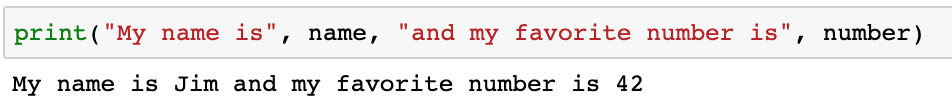 print("My name is", name, "and my favorite number is", number)
My name is Jim and my favorite number is 42